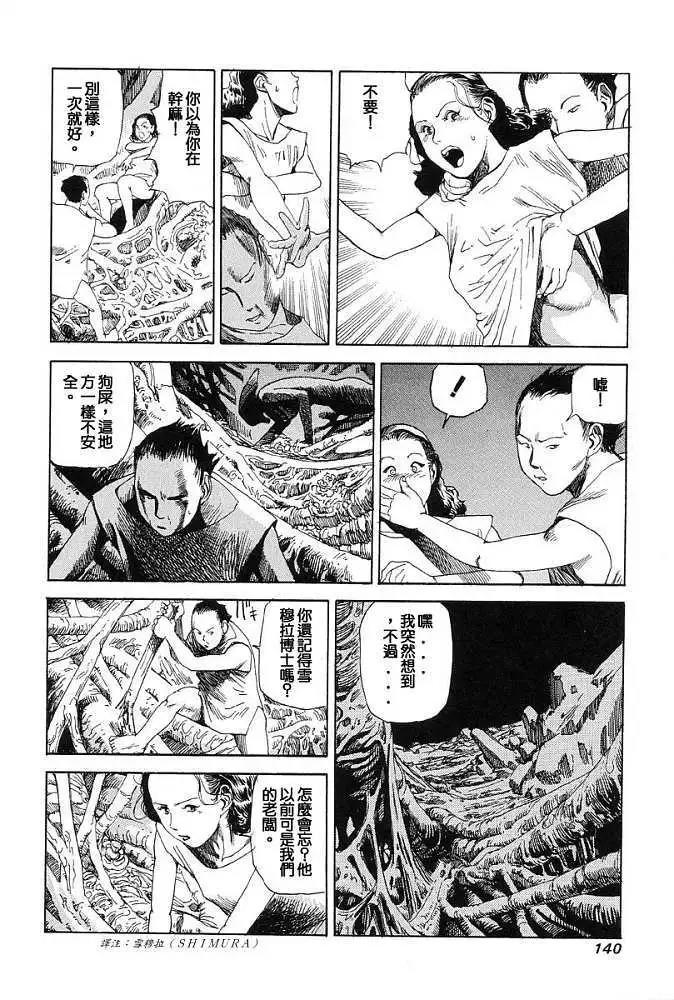 不要！
你以為你在
幹麻！
別這樣，
一次就好。
噓！
！
狗屎，這地
方一樣不安
全。
嘿...
我突然想到
，不過...
バキ
你還記得雪
穆拉博士嗎？
怎麼會忘？他
以前可是我們
的老闆。
譯注：雪穆拉（SHIMURA）
140